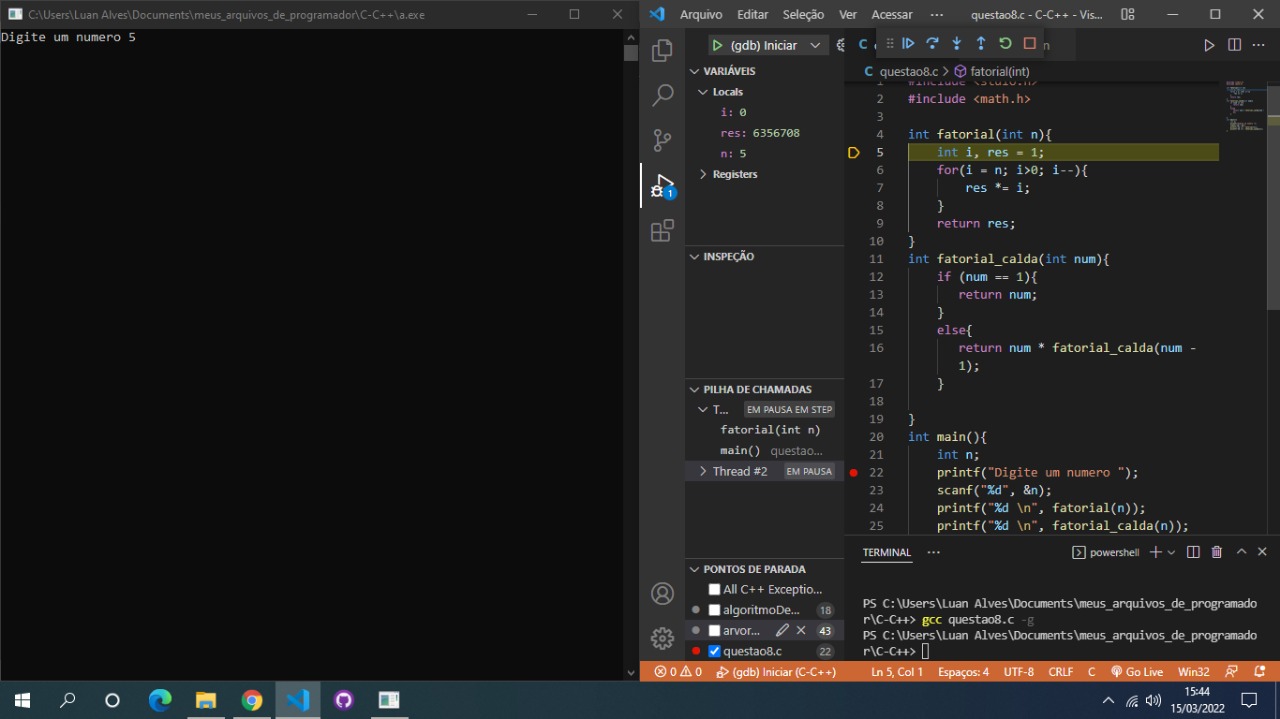 C:\Users\Luan Alves\Documents\meus_arquivos_de_programador\C-C++\a.exe
Digite um numero 5
Arquivo Editar Seleção Ver Acessar ··· questao8.c - C-C++ - Vis...
(gdb) Iniciar
C questao8.c > fatorial(int)
VARIÁVEIS
Locals
i: 0
res: 6356708
n: 5
Registers
INSPEÇÃO
PILHA DE CHAMADAS
T... EM PAUSA EM STEP
fatorial(int n)
main() questao...
Thread #2 EM PAUSA
PONTOS DE PARADA
All C++ Exceptio...
algoritmoDe... 18
arvor... 43
questao8.c 22
1 #include <stdio.h>
2 #include <math.h>
3
4 int fatorial(int n){
5 int i, res = 1;
6 for(i = n; i>0; i--){
7 res *= i;
8 }
9 return res;
10 }
11 int fatorial_calda(int num){
12 if (num == 1){
13 return num;
14 }
15 else{
16 return num * fatorial_calda(num -
1);
17 }
18
19 }
20 int main(){
21 int n;
22 printf("Digite um numero ");
23 scanf("%d", &n);
24 printf("%d \n", fatorial(n));
25 printf("%d \n", fatorial_calda(n));
TERMINAL ··· powershell
PS C:\Users\Luan Alves\Documents\meus_arquivos_de_programado
r\C-C++> gcc questao8.c -g
PS C:\Users\Luan Alves\Documents\meus_arquivos_de_programado
r\C-C++>
1
0 0 (gdb) Iniciar (C-C++) Ln 5, Col 1 Espaços: 4 UTF-8 CRLF C Go Live Win32
15:44
15/03/2022